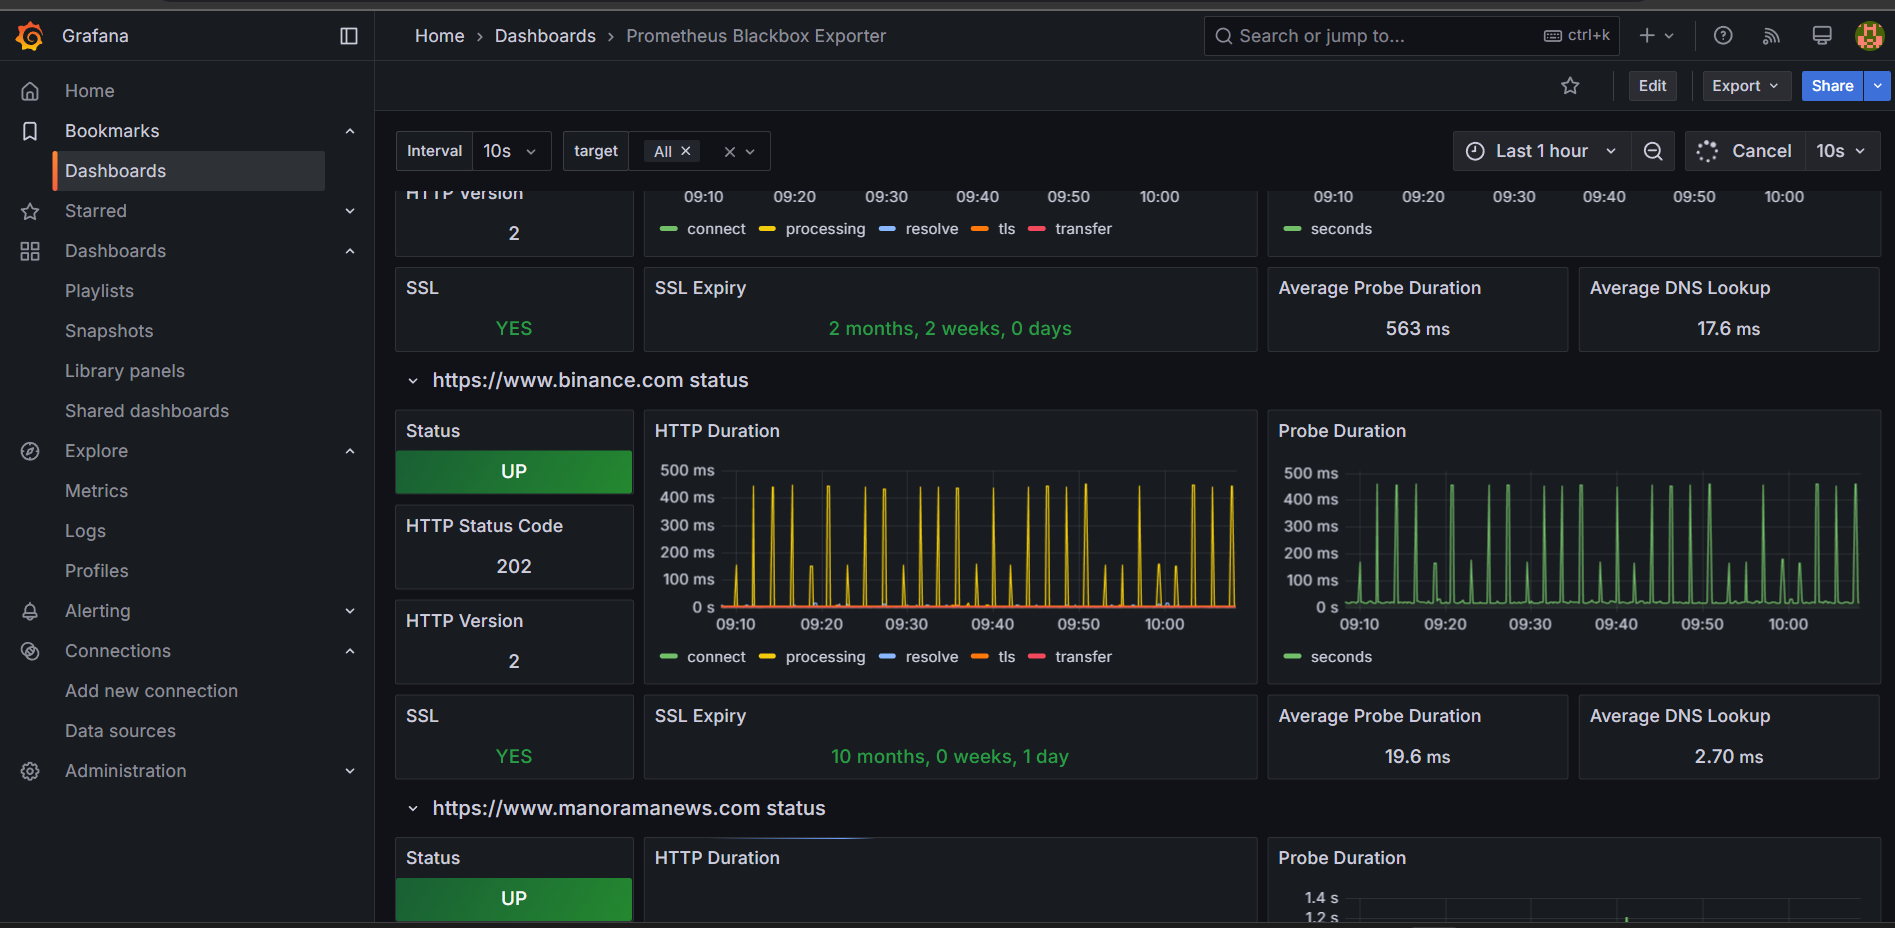 Grafana
Home › Dashboards › Prometheus Blackbox Exporter
Search or jump to...
ctrl+k
Home
Bookmarks
Dashboards
Starred
Dashboards
Playlists
Snapshots
Library panels
Shared dashboards
Explore
Metrics
Logs
Profiles
Alerting
Connections
Add new connection
Data sources
Administration
Edit
Export
Share
Interval 10s
target All
Last 1 hour
Cancel 10s
HTTP Version
2
09:10 09:20 09:30 09:40 09:50 10:00
connect processing resolve tls transfer
09:10 09:20 09:30 09:40 09:50 10:00
seconds
SSL
YES
SSL Expiry
2 months, 2 weeks, 0 days
Average Probe Duration
563 ms
Average DNS Lookup
17.6 ms
https://www.binance.com status
Status
UP
HTTP Status Code
202
HTTP Version
2
HTTP Duration
500 ms
400 ms
300 ms
200 ms
100 ms
0 s
09:10 09:20 09:30 09:40 09:50 10:00
connect processing resolve tls transfer
Probe Duration
500 ms
400 ms
300 ms
200 ms
100 ms
0 s
09:10 09:20 09:30 09:40 09:50 10:00
seconds
SSL
YES
SSL Expiry
10 months, 0 weeks, 1 day
Average Probe Duration
19.6 ms
Average DNS Lookup
2.70 ms
https://www.manoramanews.com status
Status
UP
HTTP Duration
Probe Duration
1.4 s
1.2 s